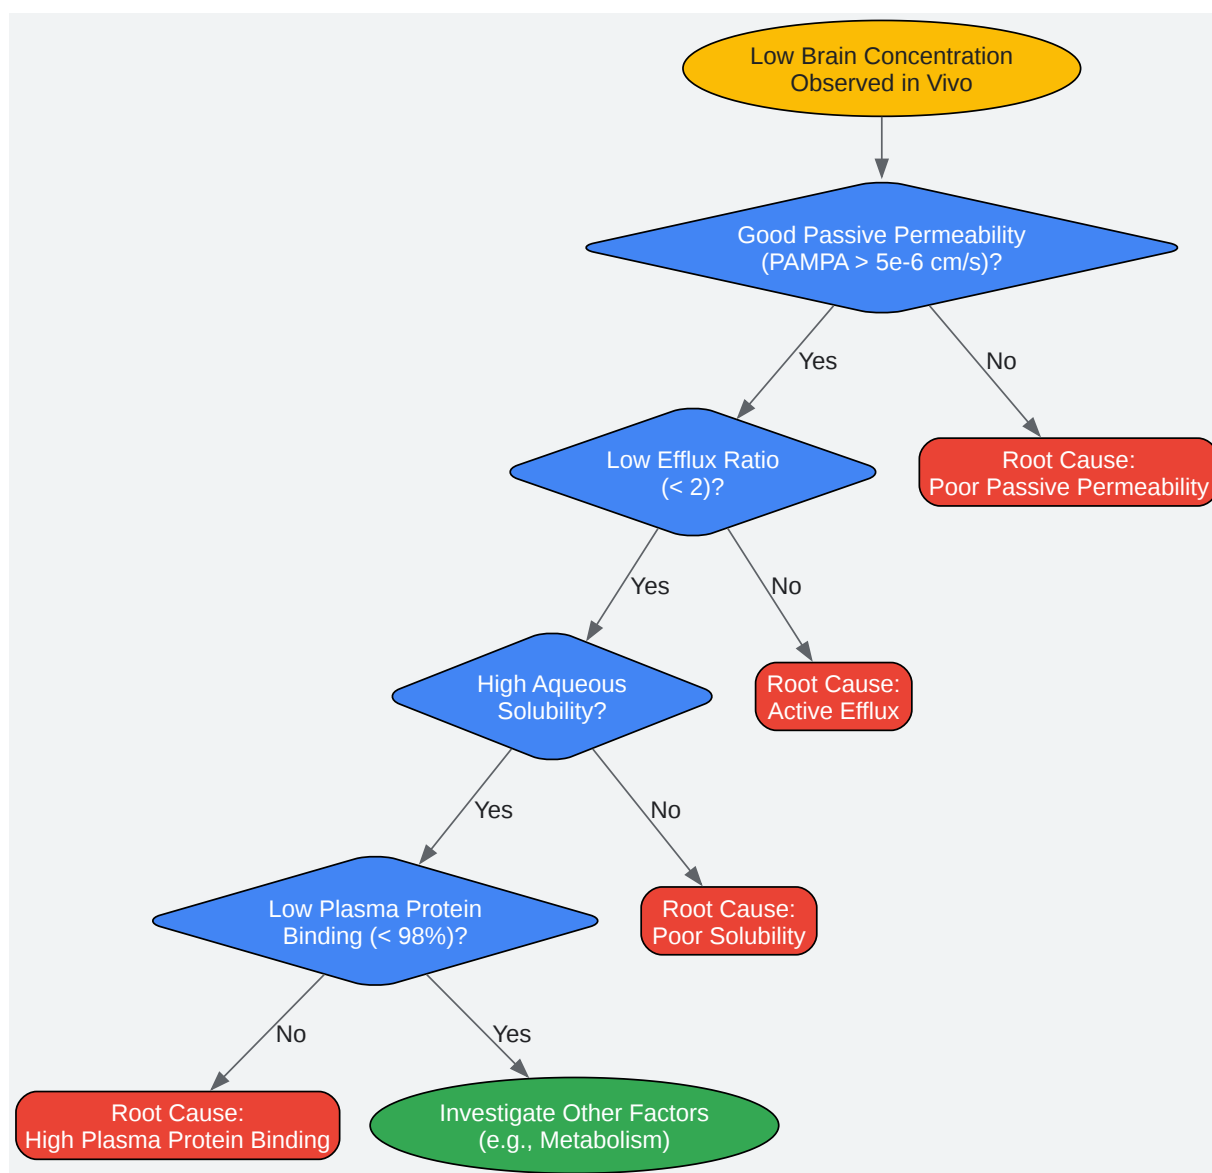 Low Brain Concentration
Observed in Vivo
Good Passive Permeability
(PAMPA > 5e-6 cm/s)?
Yes
No
Low Efflux Ratio
(< 2)?
Root Cause:
Poor Passive Permeability
Yes
No
High Aqueous
Solubility?
Root Cause:
Active Efflux
Yes
No
Low Plasma Protein
Binding (< 98%)?
Root Cause:
Poor Solubility
No
Yes
Root Cause:
High Plasma Protein Binding
Investigate Other Factors
(e.g., Metabolism)